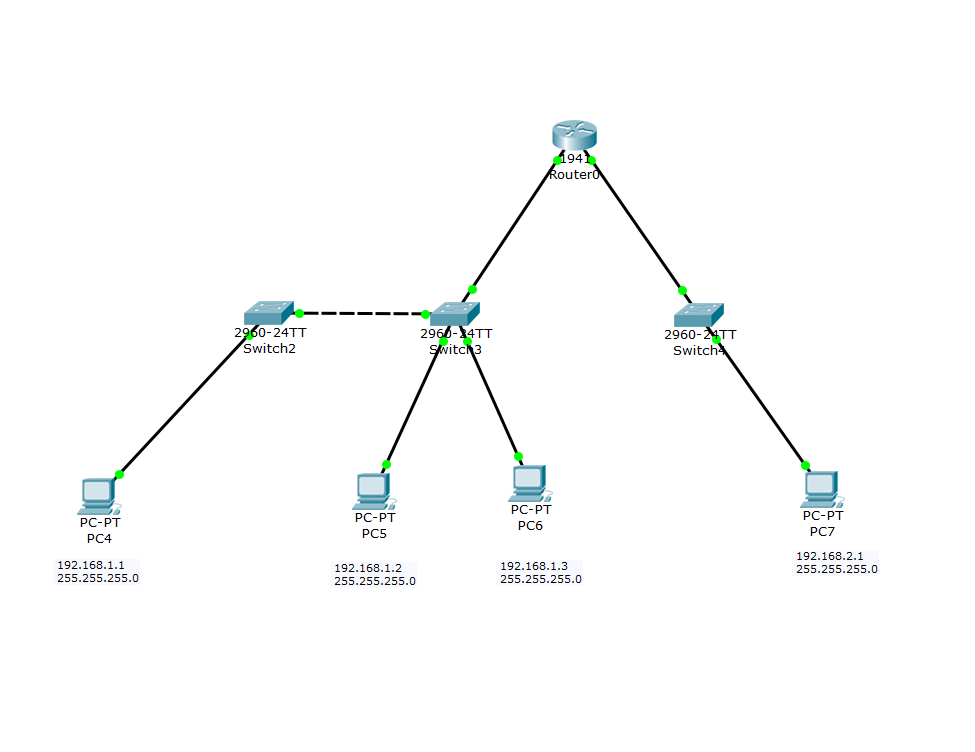 1941
Router0
2960-24TT
Switch2
2960-24TT
Switch3
2960-24TT
Switch4
PC-PT
PC4
PC-PT
PC5
PC-PT
PC6
PC-PT
PC7
192.168.1.1
255.255.255.0
192.168.1.2
255.255.255.0
192.168.1.3
255.255.255.0
192.168.2.1
255.255.255.0